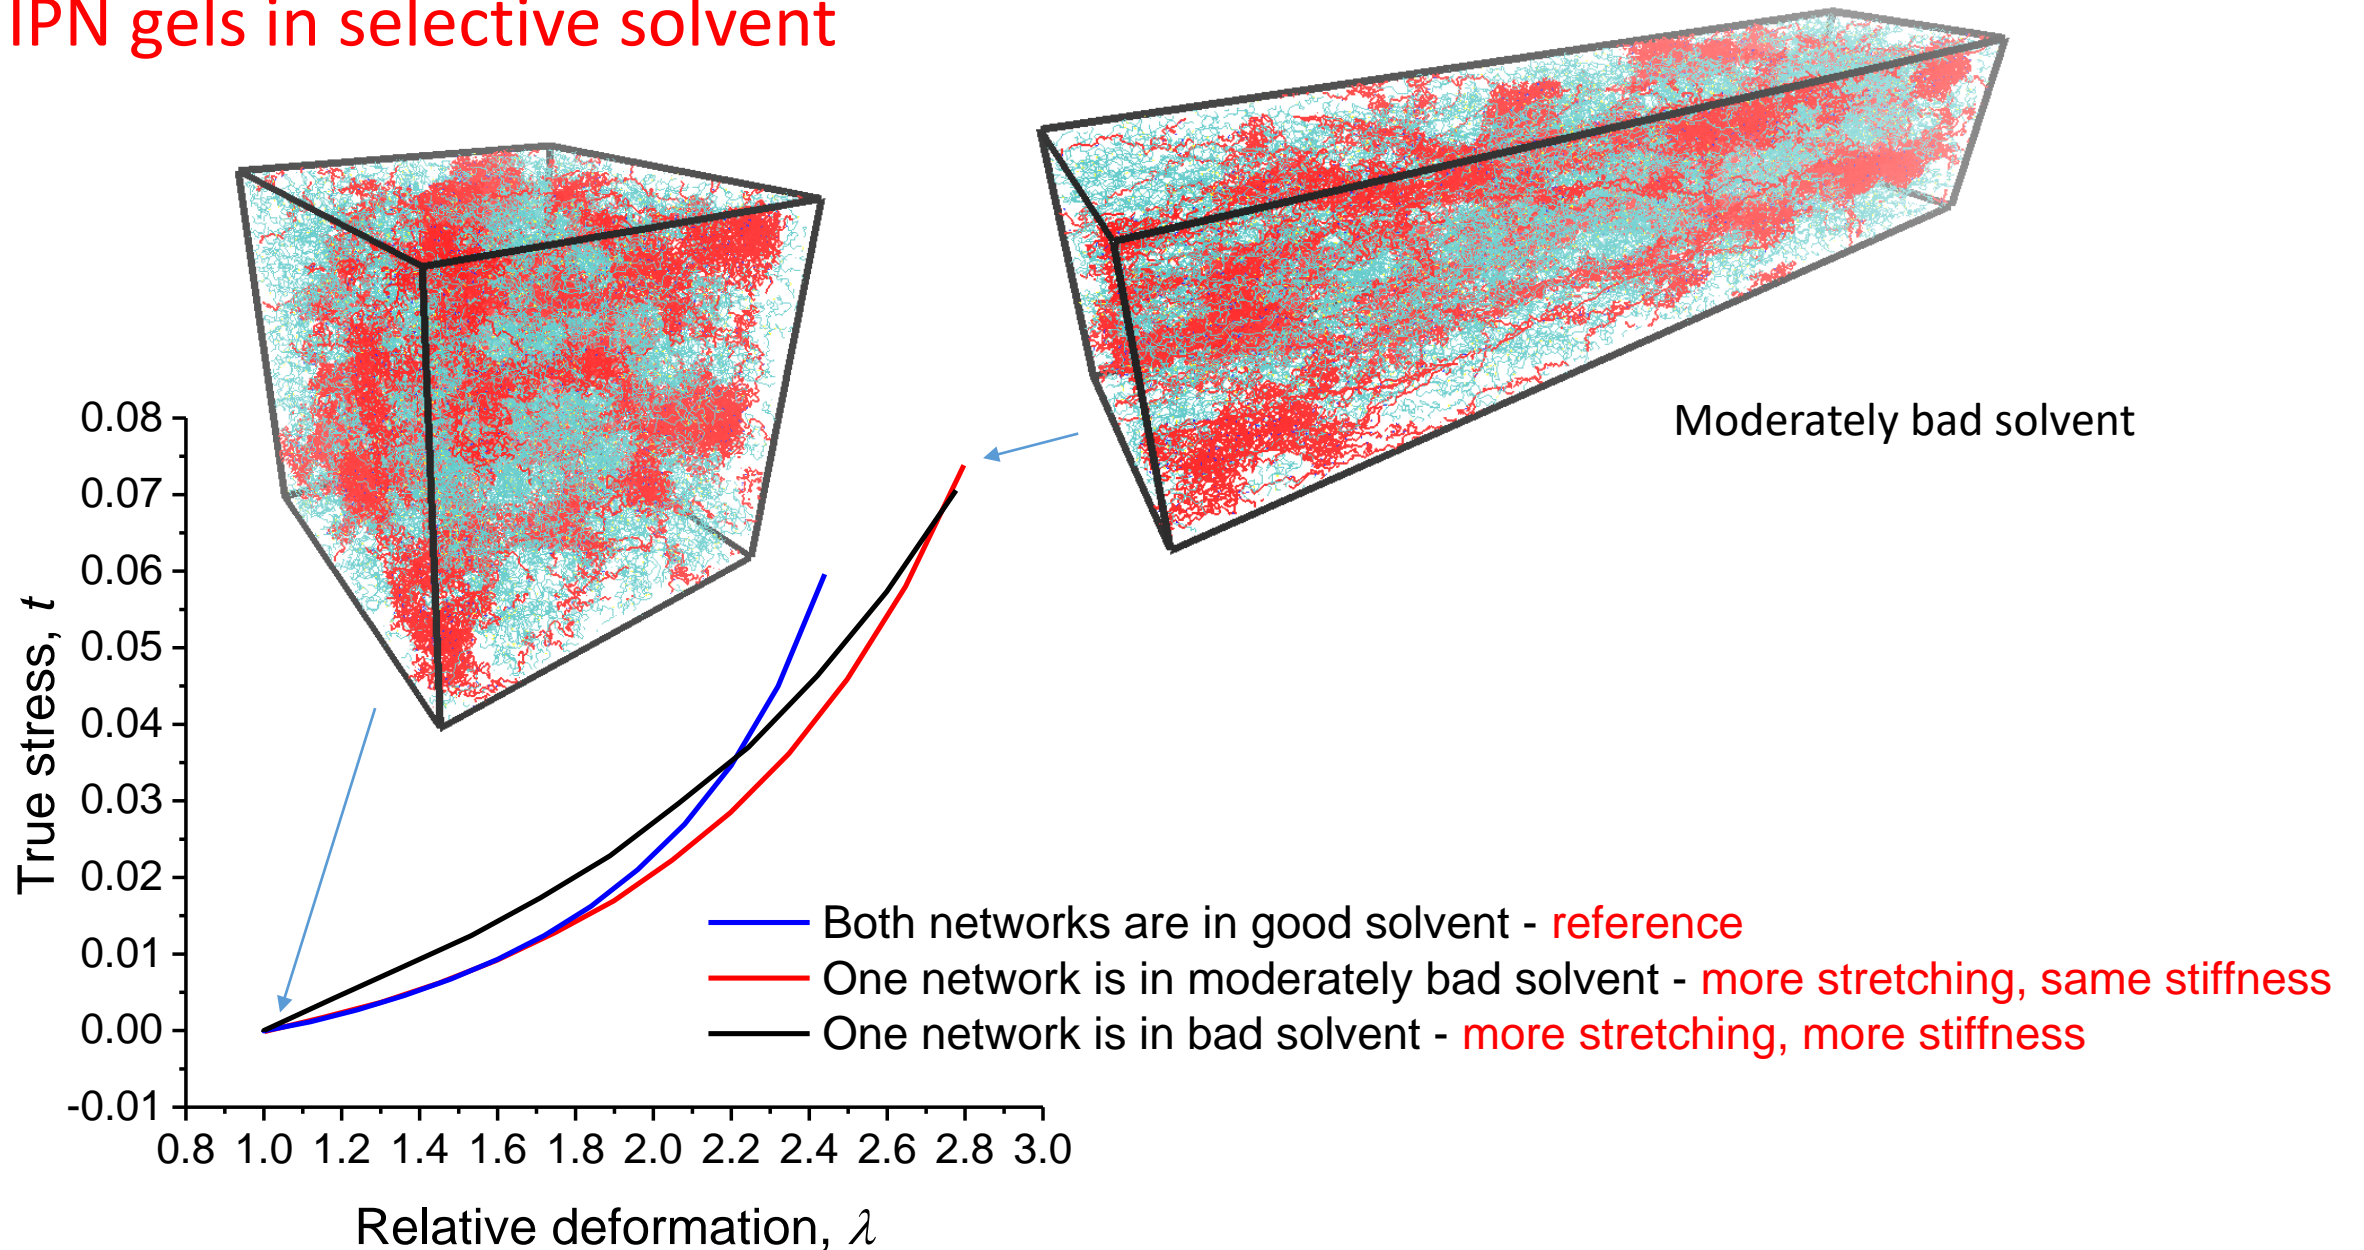 IPN gels in selective solvent
Moderately bad solvent
True stress, t
0.08
0.07
0.06
0.05
0.04
0.03
0.02
0.01
0.00
-0.01
Both networks are in good solvent - reference
One network is in moderately bad solvent - more stretching, same stiffness
One network is in bad solvent - more stretching, more stiffness
0.8 1.0 1.2 1.4 1.6 1.8 2.0 2.2 2.4 2.6 2.8 3.0
Relative deformation, λ